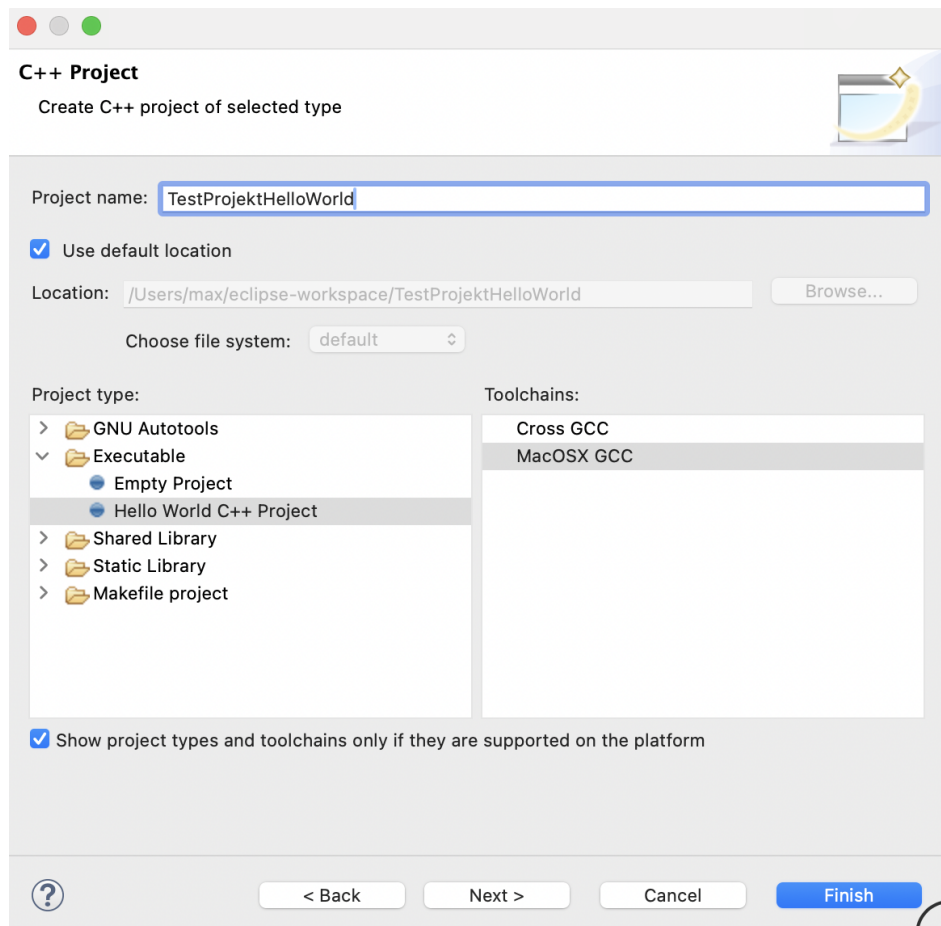 C++ Project
Create C++ project of selected type
Project name: TestProjektHelloWorld
Use default location
Location: /Users/max/eclipse-workspace/TestProjektHelloWorld Browse...
Choose file system: default
Project type: Toolchains:
GNU Autotools Cross GCC
Executable MacOSX GCC
Empty Project
Hello World C++ Project
Shared Library
Static Library
Makefile project
Show project types and toolchains only if they are supported on the platform
? < Back Next > Cancel Finish